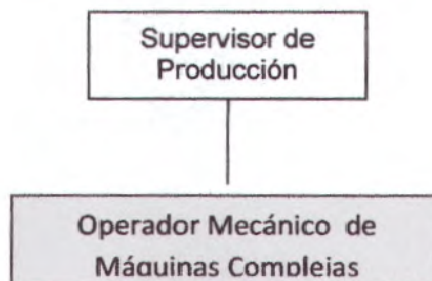 Supervisor de
Producción
Operador Mecánico de
Máquinas Complejas